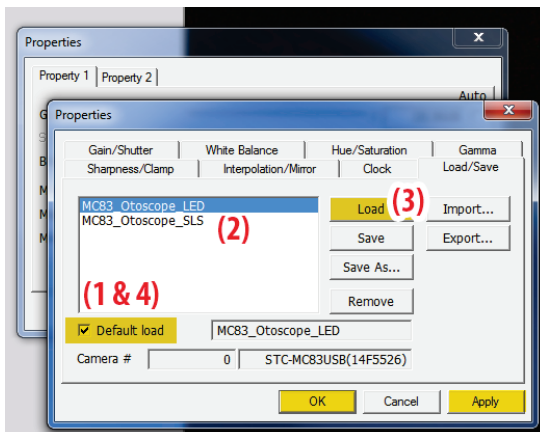 Properties
x
Property 1 Property 2
Auto
Properties
x
Gain/Shutter White Balance Hue/Saturation Gamma
Sharpness/Clamp Interpolation/Mirror Clock Load/Save
MC83_Otoscope_LED
MC83_Otoscope_SLS
(2)
Load (3) Import...
Save Export...
Save As...
Remove
(1 & 4)
Default load MC83_Otoscope_LED
Camera # 0 STC-MC83USB(14F5526)
OK Cancel Apply